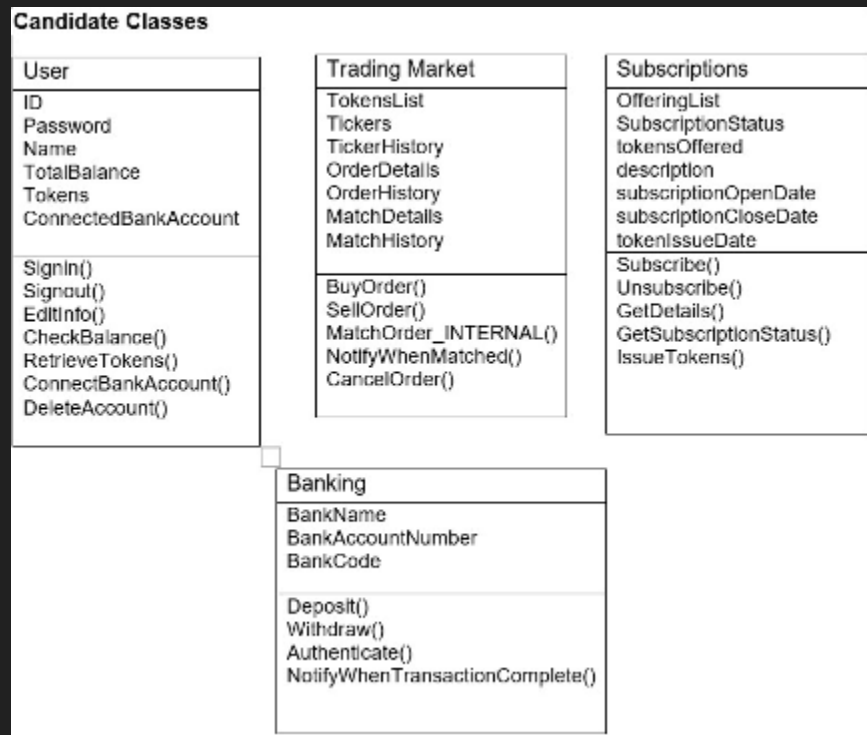 Candidate Classes
User
ID
Password
Name
TotalBalance
Tokens
ConnectedBankAccount
SignIn()
Signout()
EditInfo()
CheckBalance()
RetrieveTokens()
ConnectBankAccount()
DeleteAccount()
Trading Market
TokensList
Tickers
TickerHistory
OrderDetails
OrderHistory
MatchDetails
MatchHistory
BuyOrder()
SellOrder()
MatchOrder_INTERNAL()
NotifyWhenMatched()
CancelOrder()
Subscriptions
OfferingList
SubscriptionStatus
tokensOffered
description
subscriptionOpenDate
subscriptionCloseDate
tokenIssueDate
Subscribe()
Unsubscribe()
GetDetails()
GetSubscriptionStatus()
IssueTokens()
Banking
BankName
BankAccountNumber
BankCode
Deposit()
Withdraw()
Authenticate()
NotifyWhenTransactionComplete()